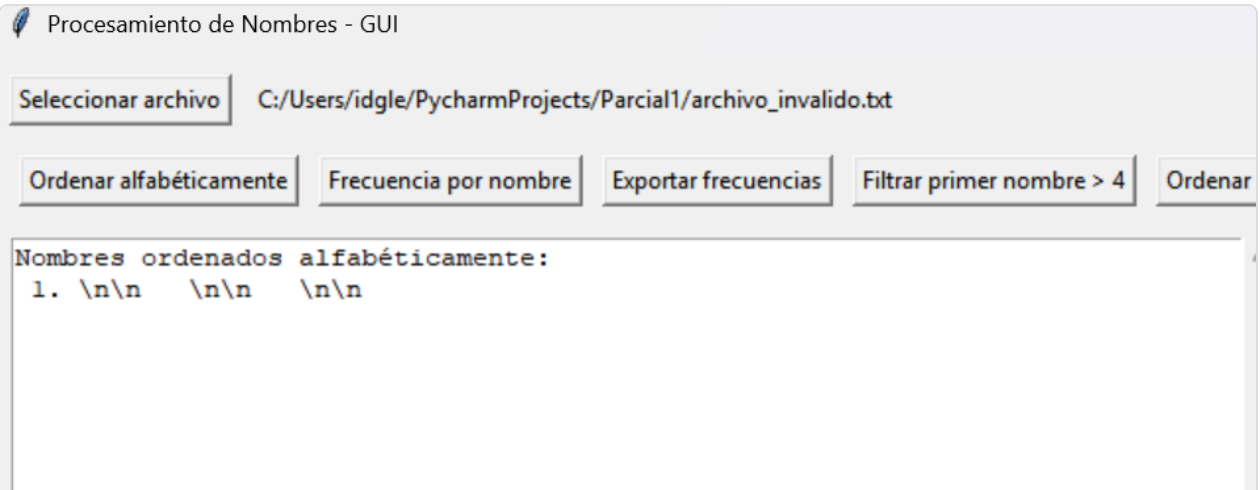 Procesamiento de Nombres - GUI
Seleccionar archivo C:/Users/idgle/PycharmProjects/Parcial1/archivo_invalido.txt
Ordenar alfabéticamente Frecuencia por nombre Exportar frecuencias Filtrar primer nombre > 4 Ordenar
Nombres ordenados alfabéticamente:
1. \n\n   \n\n   \n\n